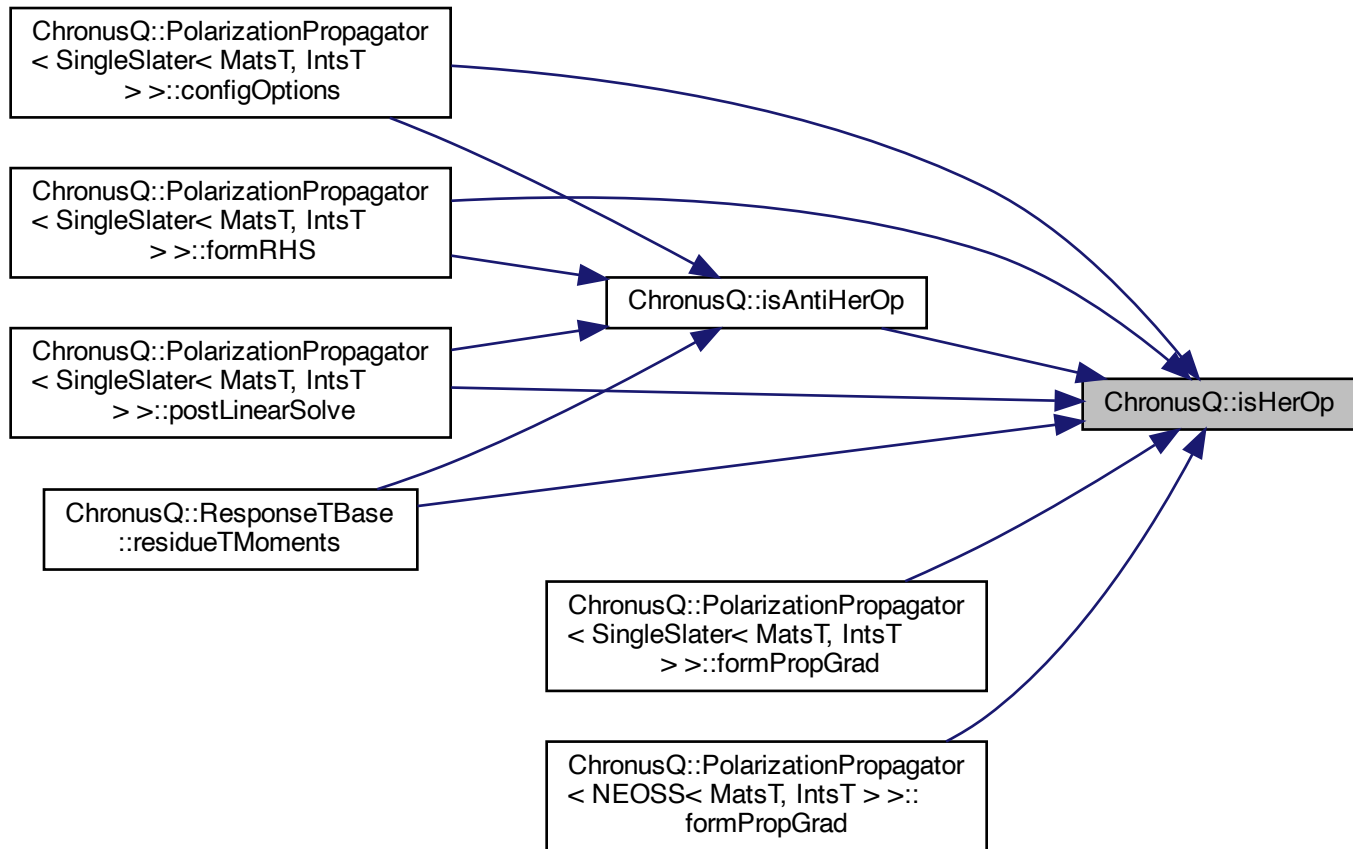 ChronusQ::PolarizationPropagator
< SingleSlater< MatsT, IntsT
> >::configOptions
ChronusQ::PolarizationPropagator
< SingleSlater< MatsT, IntsT
> >::formRHS
ChronusQ::isAntiHerOp
ChronusQ::PolarizationPropagator
< SingleSlater< MatsT, IntsT
> >::postLinearSolve
ChronusQ::isHerOp
ChronusQ::ResponseTBase
::residueTMoments
ChronusQ::PolarizationPropagator
< SingleSlater< MatsT, IntsT
> >::formPropGrad
ChronusQ::PolarizationPropagator
< NEOSS< MatsT, IntsT > >::
formPropGrad